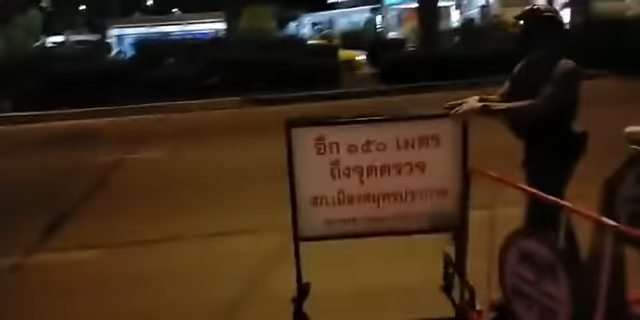 อีก ๑๕๐ เมตร
ถึงจุดตรวจ
สภ.เมืองสมุทรปราการ